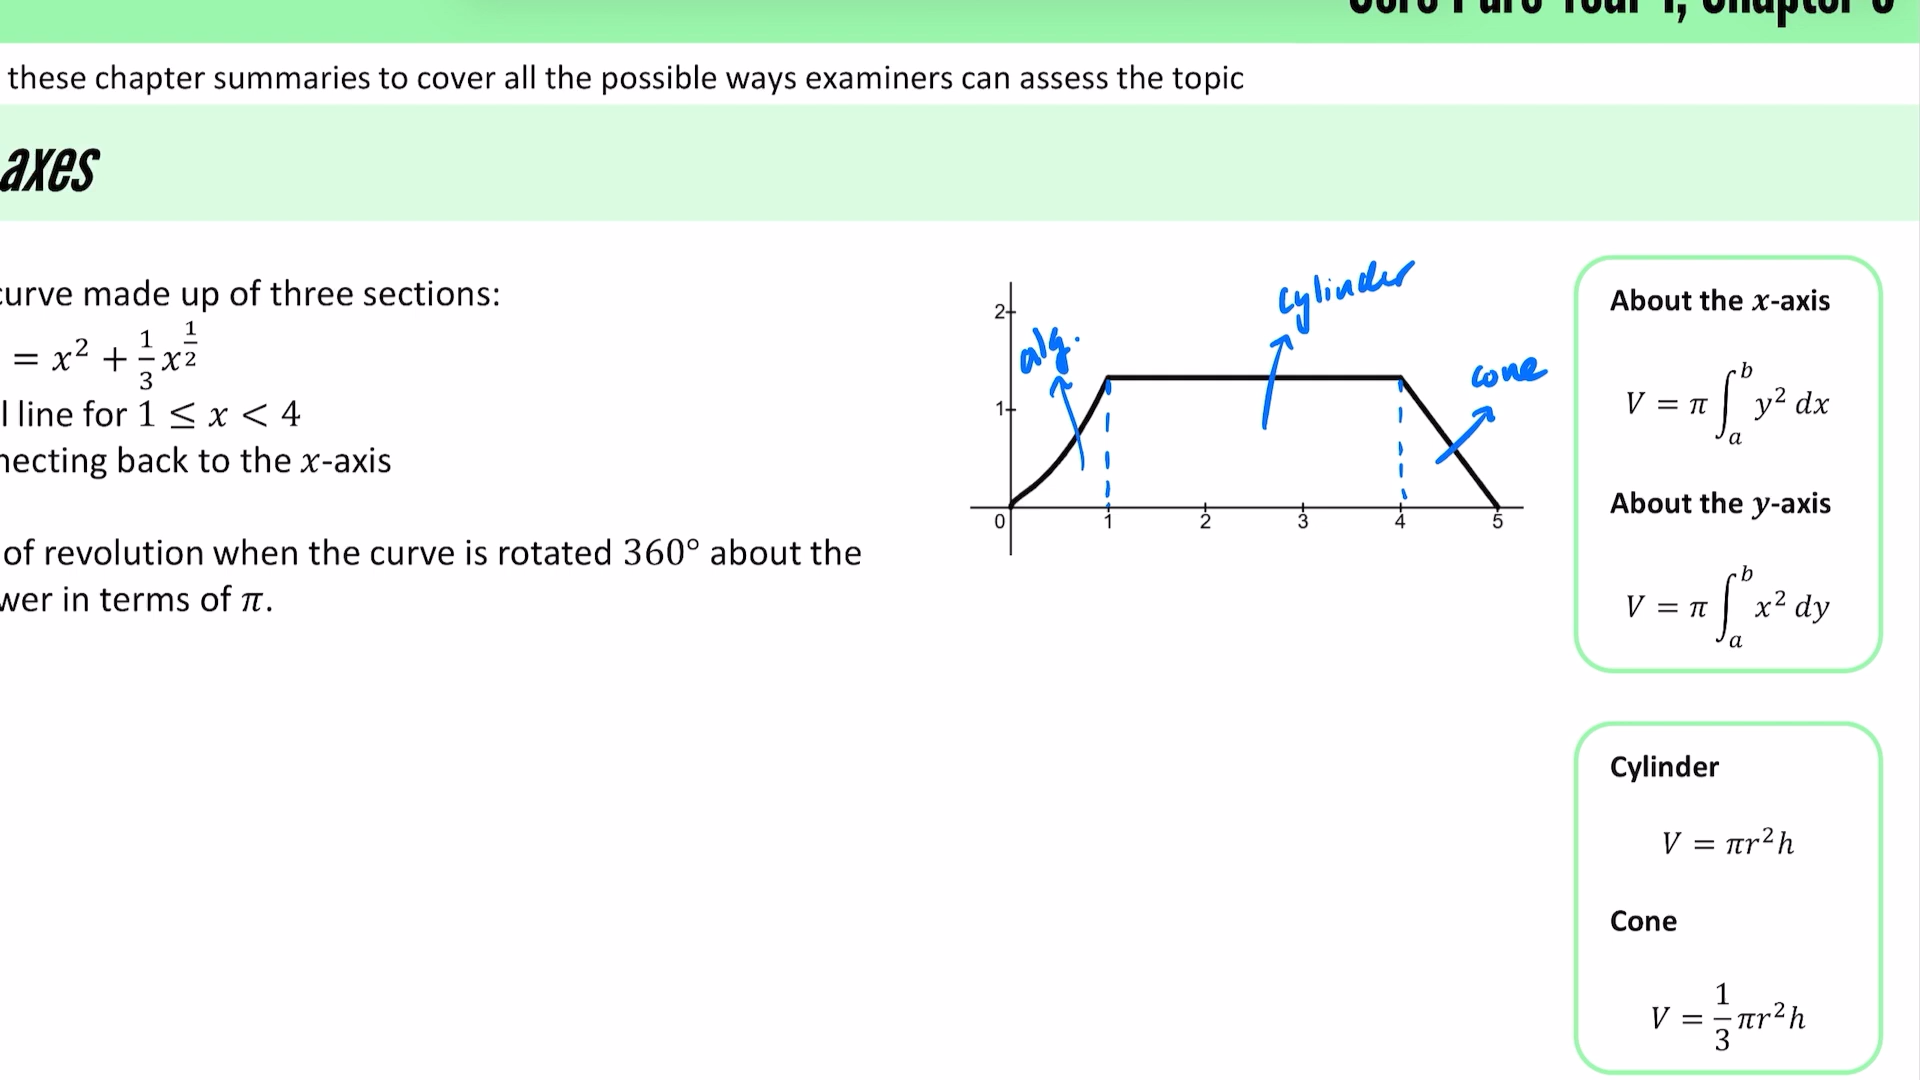 these chapter summaries to cover all the possible ways examiners can assess the topic
axes
curve made up of three sections:
= x² + 1/3 x^(1/2)
l line for 1 ≤ x < 4
necting back to the x-axis
of revolution when the curve is rotated 360° about the
wer in terms of π.
2
1
0 1 2 3 4 5
alg.
cylinder
cone
About the x-axis
V = π ∫_a^b y² dx
About the y-axis
V = π ∫_a^b x² dy
Cylinder
V = πr²h
Cone
V = 1/3 πr²h